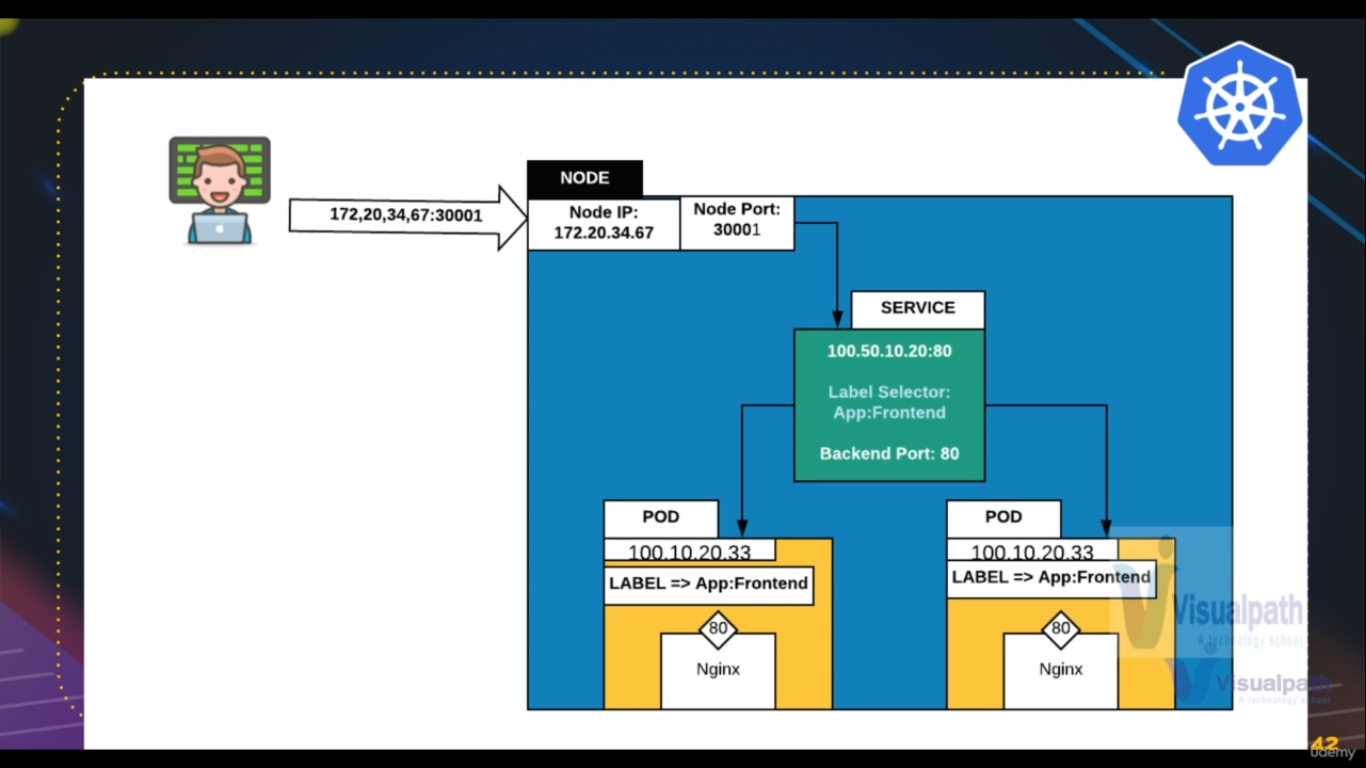 NODE
172,20,34,67:30001
Node IP:
172.20.34.67
Node Port:
30001
SERVICE
100.50.10.20:80
Label Selector:
App:Frontend
Backend Port: 80
POD
100.10.20.33
LABEL => App:Frontend
80
Nginx
POD
100.10.20.33
LABEL => App:Frontend
80
Nginx
Visualpath
A technology school
Visualpath
A technology school
42
udemy